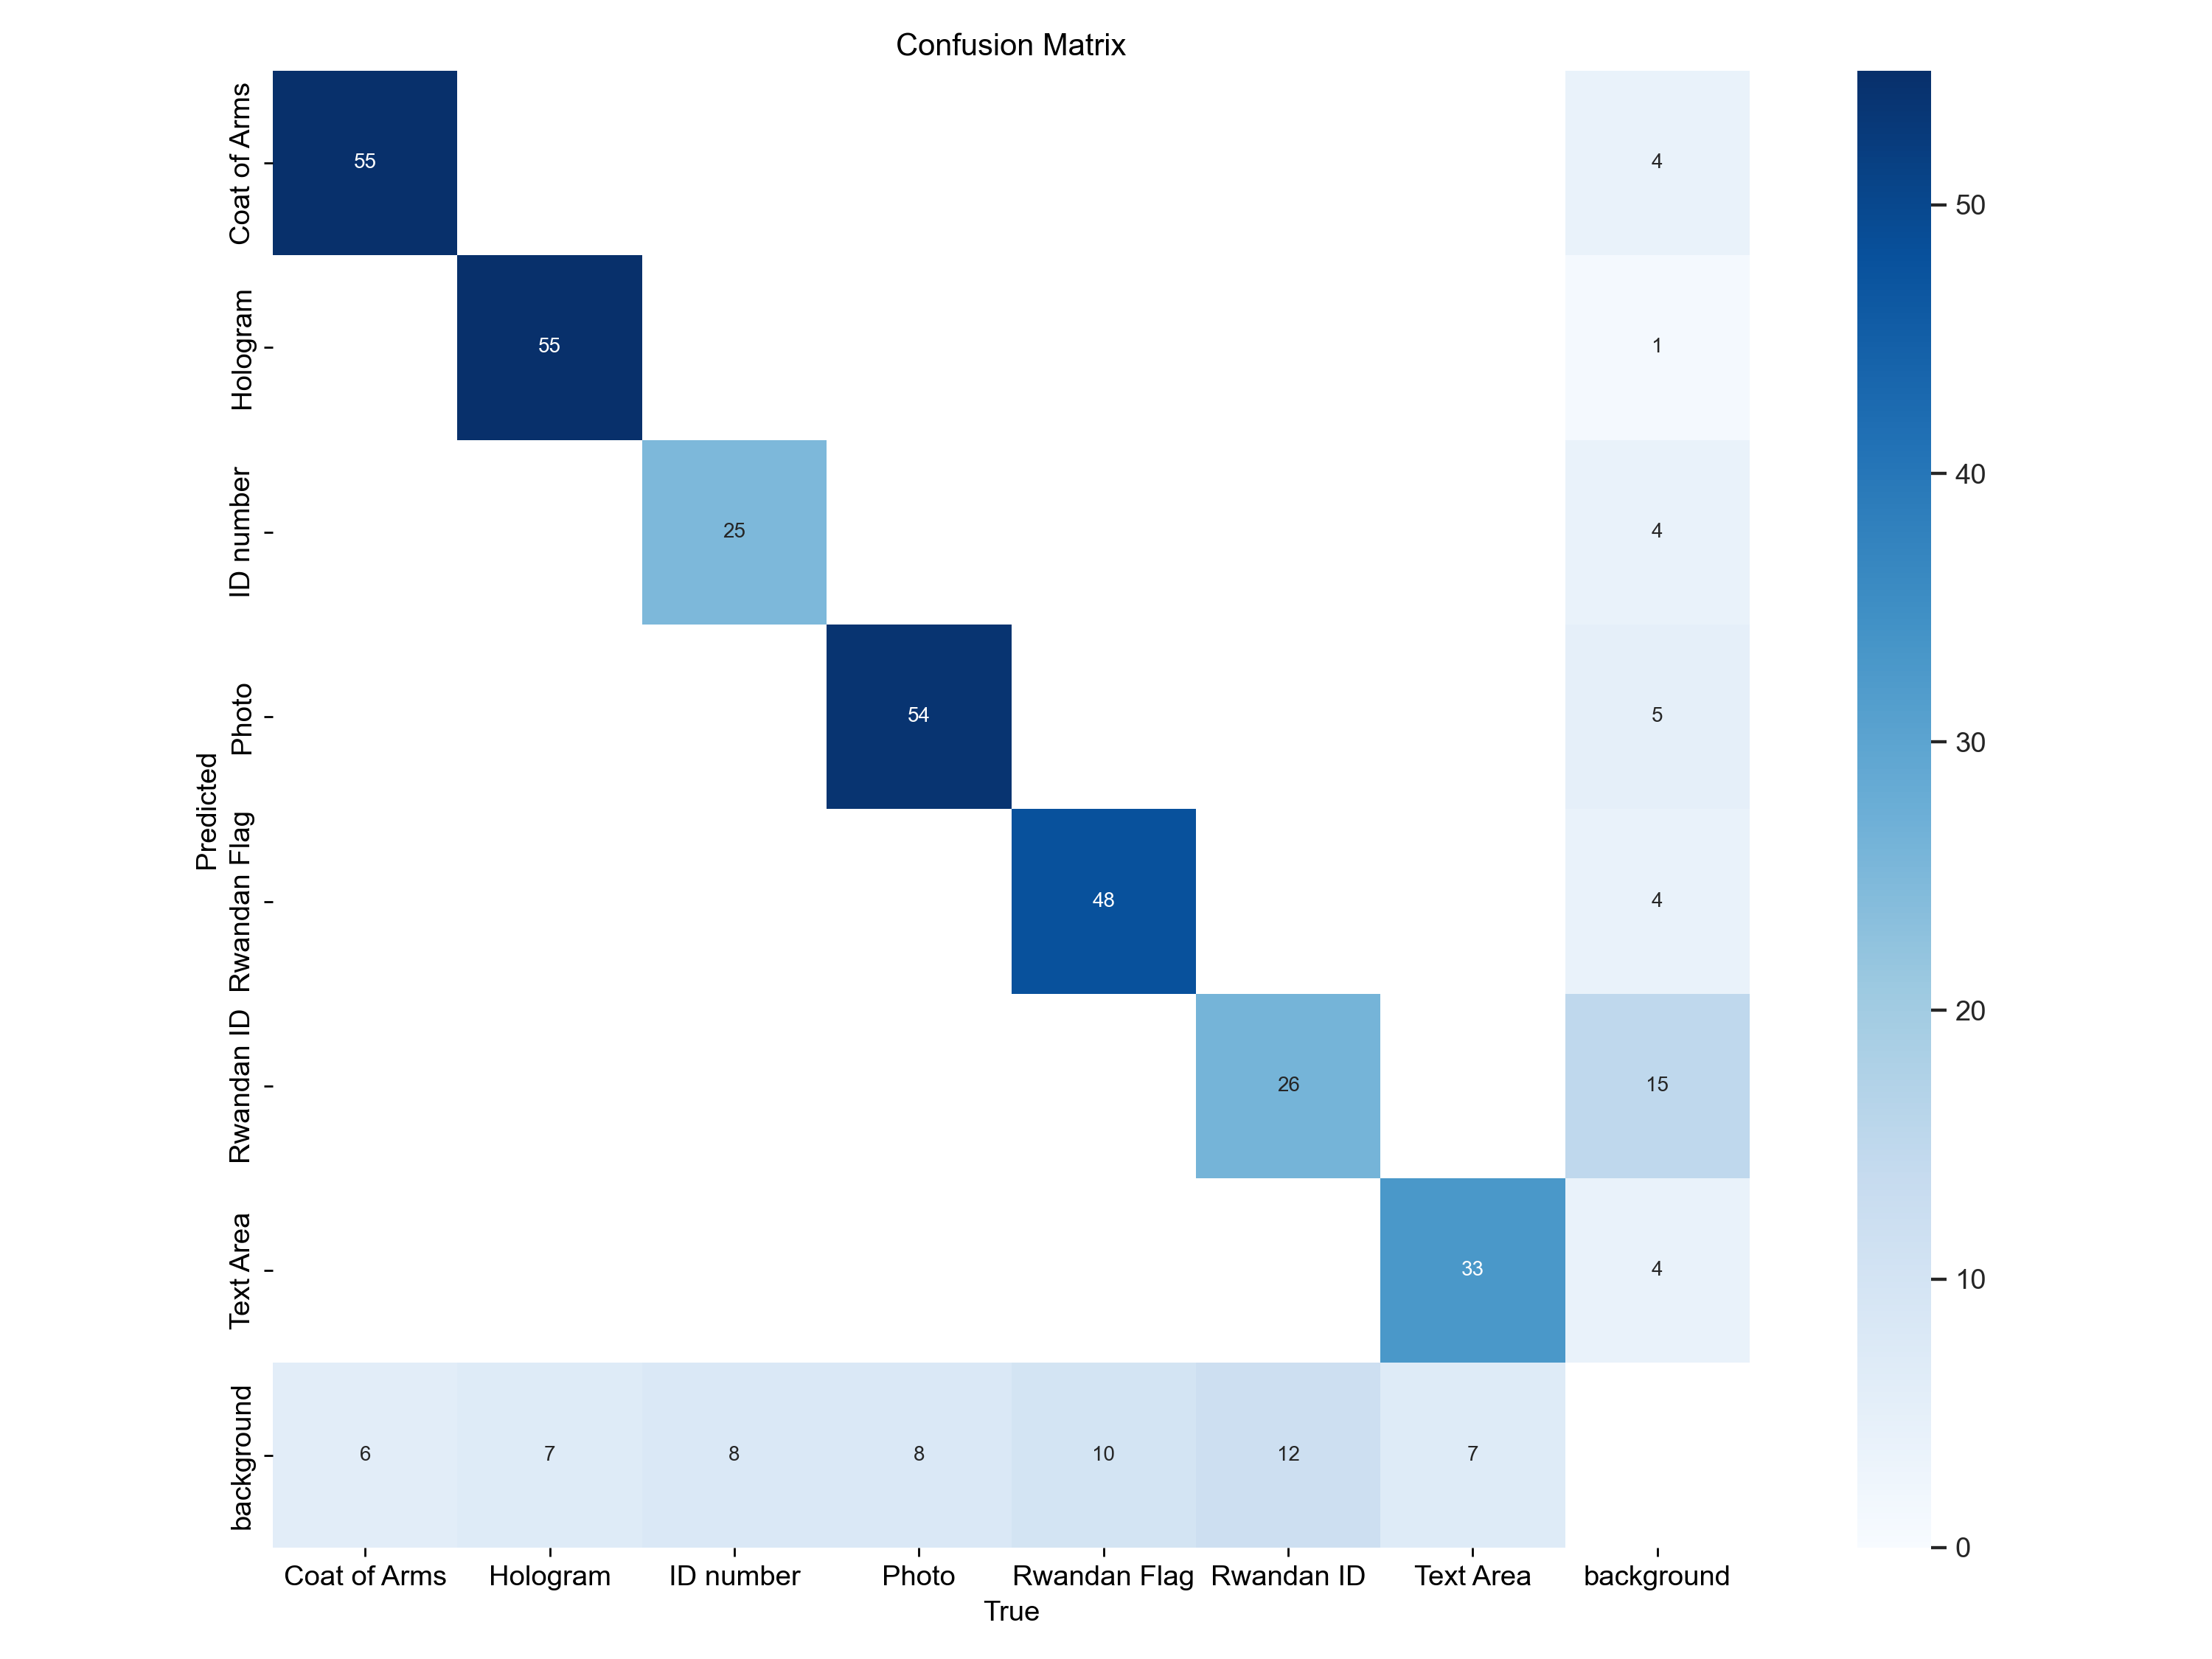 Confusion Matrix
Coat of Arms
55
4
50
Hologram
55
1
40
ID number
25
4
Photo
54
5
30
Predicted
Rwandan Flag
48
4
20
Rwandan ID
26
15
Text Area
33
4
10
background
6
7
8
8
10
12
7
0
Coat of Arms
Hologram
ID number
Photo
Rwandan Flag
Rwandan ID
Text Area
background
True